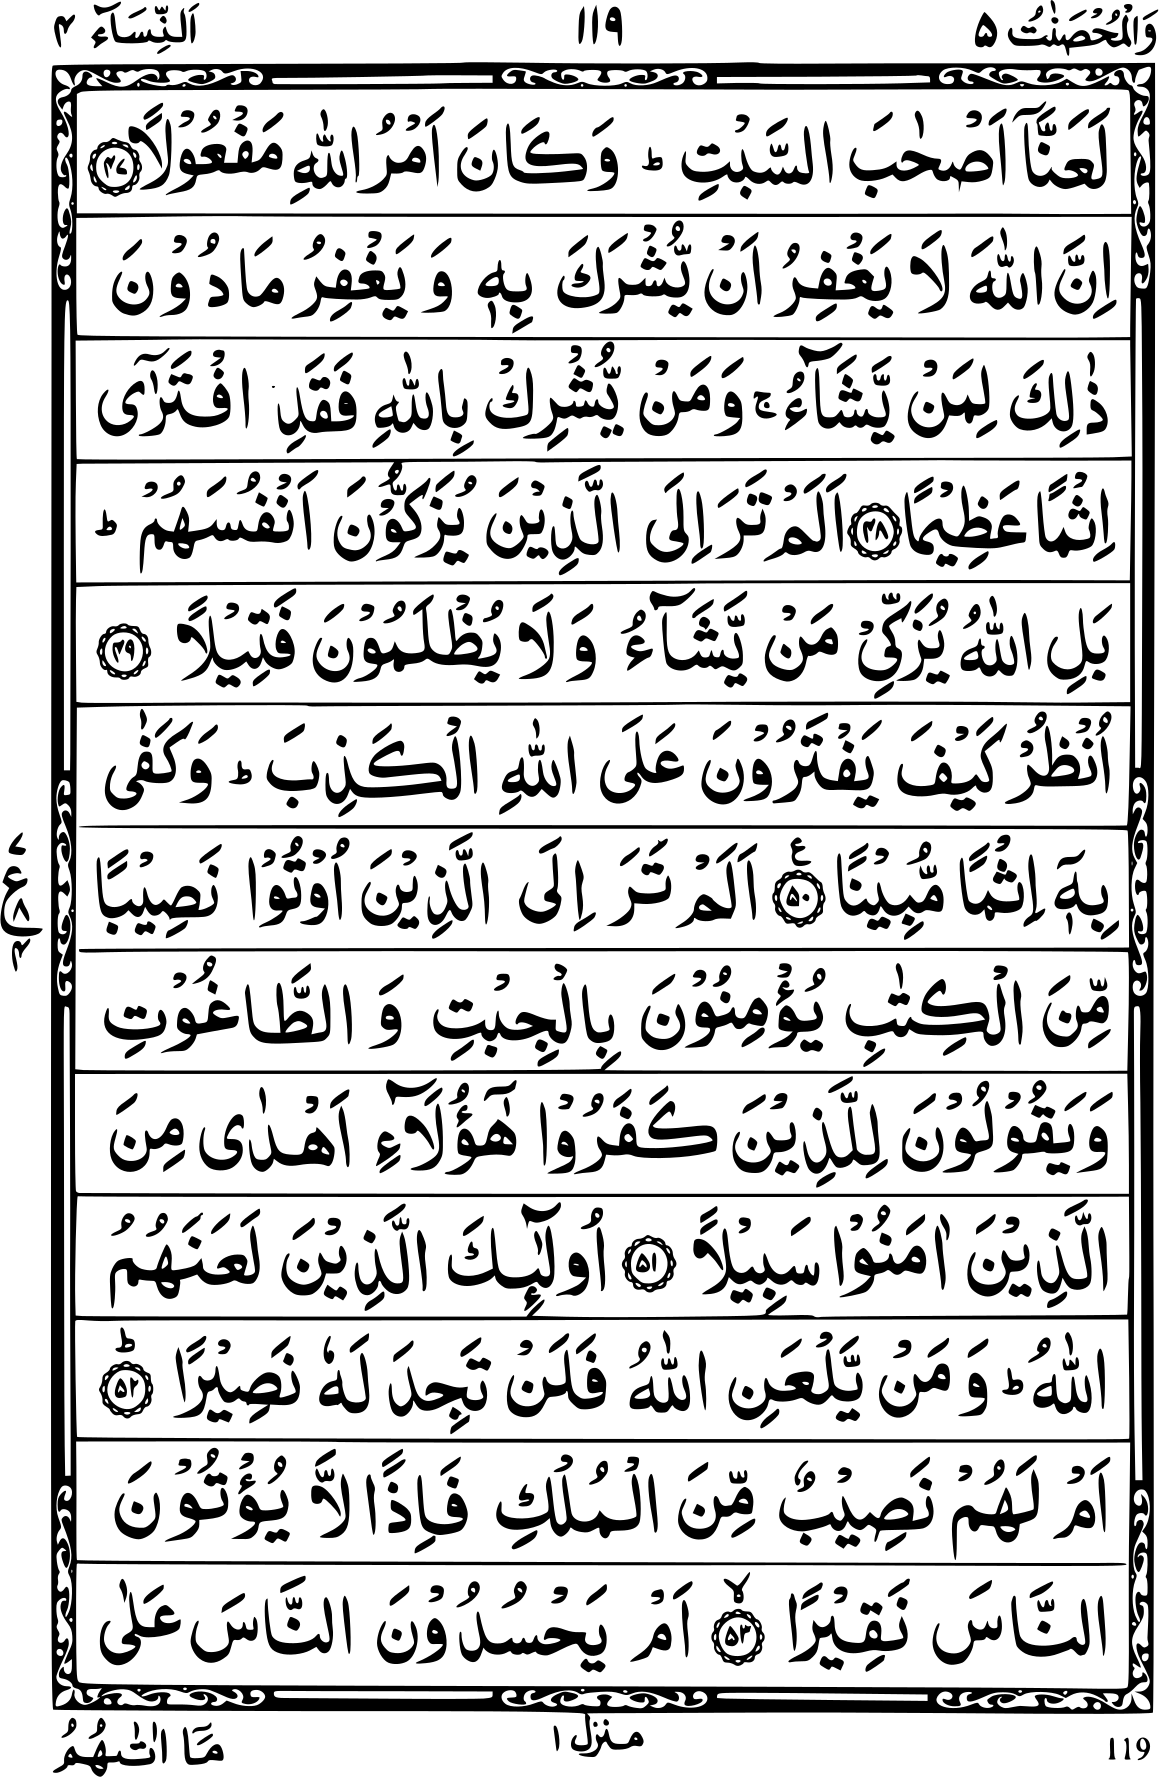 وَالْمُحْصَنٰتُ ۵ ۱۱۹ اَلنِّسَآء ۴
لَعَنَّآ اَصْحٰبَ السَّبْتِ ؕ وَكَانَ اَمْرُ اللّٰهِ مَفْعُوْلًا ﴿۴۷﴾
اِنَّ اللّٰهَ لَا يَغْفِرُ اَنْ يُّشْرَكَ بِهٖ وَ يَغْفِرُ مَا دُوْنَ
ذٰلِكَ لِمَنْ يَّشَآءُ ۚ وَمَنْ يُّشْرِكْ بِاللّٰهِ فَقَدِ افْتَرٰۤى
اِثْمًا عَظِيْمًا ﴿۴۸﴾ اَلَمْ تَرَ اِلَى الَّذِيْنَ يُزَكُّوْنَ اَنْفُسَهُمْ ؕ
بَلِ اللّٰهُ يُزَكِّيْ مَنْ يَّشَآءُ وَ لَا يُظْلَمُوْنَ فَتِيْلًا ﴿۴۹﴾
اُنْظُرْ كَيْفَ يَفْتَرُوْنَ عَلَى اللّٰهِ الْكَذِبَ ؕ وَكَفٰى
بِهٖۤ اِثْمًا مُّبِيْنًا ﴿۵۰﴾ ع اَلَمْ تَرَ اِلَى الَّذِيْنَ اُوْتُوْا نَصِيْبًا
۷ ع ۸ ۴
مِّنَ الْكِتٰبِ يُؤْمِنُوْنَ بِالْجِبْتِ وَ الطَّاغُوْتِ
وَيَقُوْلُوْنَ لِلَّذِيْنَ كَفَرُوْا هٰۤؤُلَآءِ اَهْدٰى مِنَ
الَّذِيْنَ اٰمَنُوْا سَبِيْلًا ﴿۵۱﴾ اُولٰٓئِكَ الَّذِيْنَ لَعَنَهُمُ
اللّٰهُ ؕ وَمَنْ يَّلْعَنِ اللّٰهُ فَلَنْ تَجِدَ لَهٗ نَصِيْرًا ؕ ﴿۵۲﴾
اَمْ لَهُمْ نَصِيْبٌ مِّنَ الْمُلْكِ فَاِذًا لَّا يُؤْتُوْنَ
النَّاسَ نَقِيْرًا ۙ ﴿۵۳﴾ اَمْ يَحْسُدُوْنَ النَّاسَ عَلٰى
مَآ اٰتٰىهُمُ منزل ۱ 119